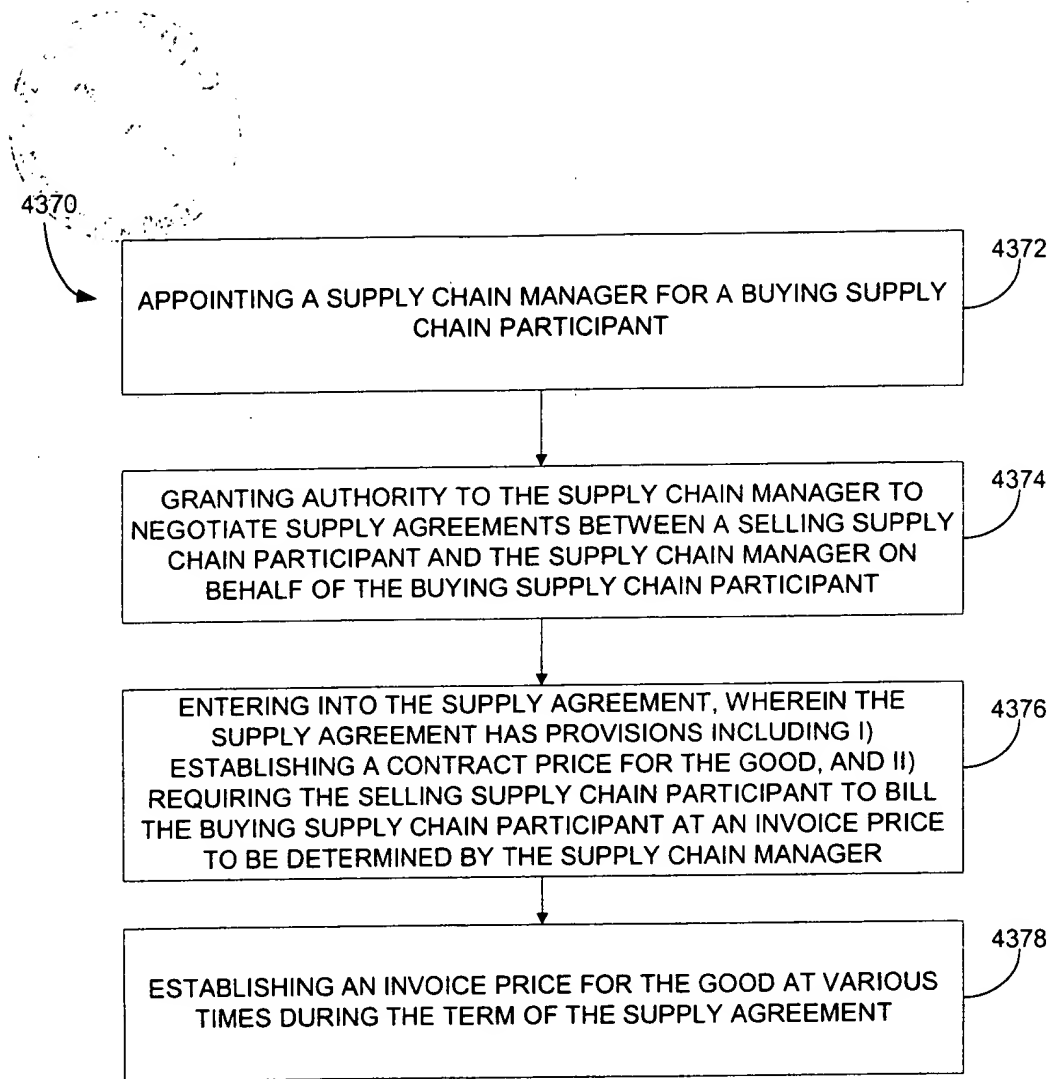 4370
4372
APPOINTING A SUPPLY CHAIN MANAGER FOR A BUYING SUPPLY
CHAIN PARTICIPANT
4374
GRANTING AUTHORITY TO THE SUPPLY CHAIN MANAGER TO
NEGOTIATE SUPPLY AGREEMENTS BETWEEN A SELLING SUPPLY
CHAIN PARTICIPANT AND THE SUPPLY CHAIN MANAGER ON
BEHALF OF THE BUYING SUPPLY CHAIN PARTICIPANT
4376
ENTERING INTO THE SUPPLY AGREEMENT, WHEREIN THE
SUPPLY AGREEMENT HAS PROVISIONS INCLUDING I)
ESTABLISHING A CONTRACT PRICE FOR THE GOOD, AND II)
REQUIRING THE SELLING SUPPLY CHAIN PARTICIPANT TO BILL
THE BUYING SUPPLY CHAIN PARTICIPANT AT AN INVOICE PRICE
TO BE DETERMINED BY THE SUPPLY CHAIN MANAGER
4378
ESTABLISHING AN INVOICE PRICE FOR THE GOOD AT VARIOUS
TIMES DURING THE TERM OF THE SUPPLY AGREEMENT